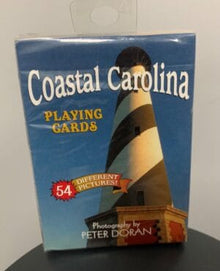 Coastal Carolina
PLAYING
CARDS
54
DIFFERENT
PICTURES!
Photography by
PETER DORAN